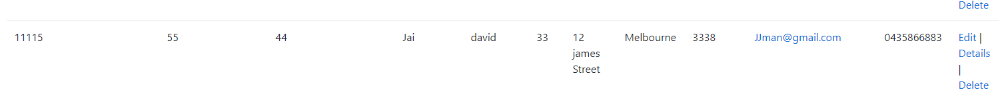 Delete
11115 55 44 Jai david 33 12 Melbourne 3338 JJman@gmail.com 0435866883 Edit |
james Details
Street |
Delete